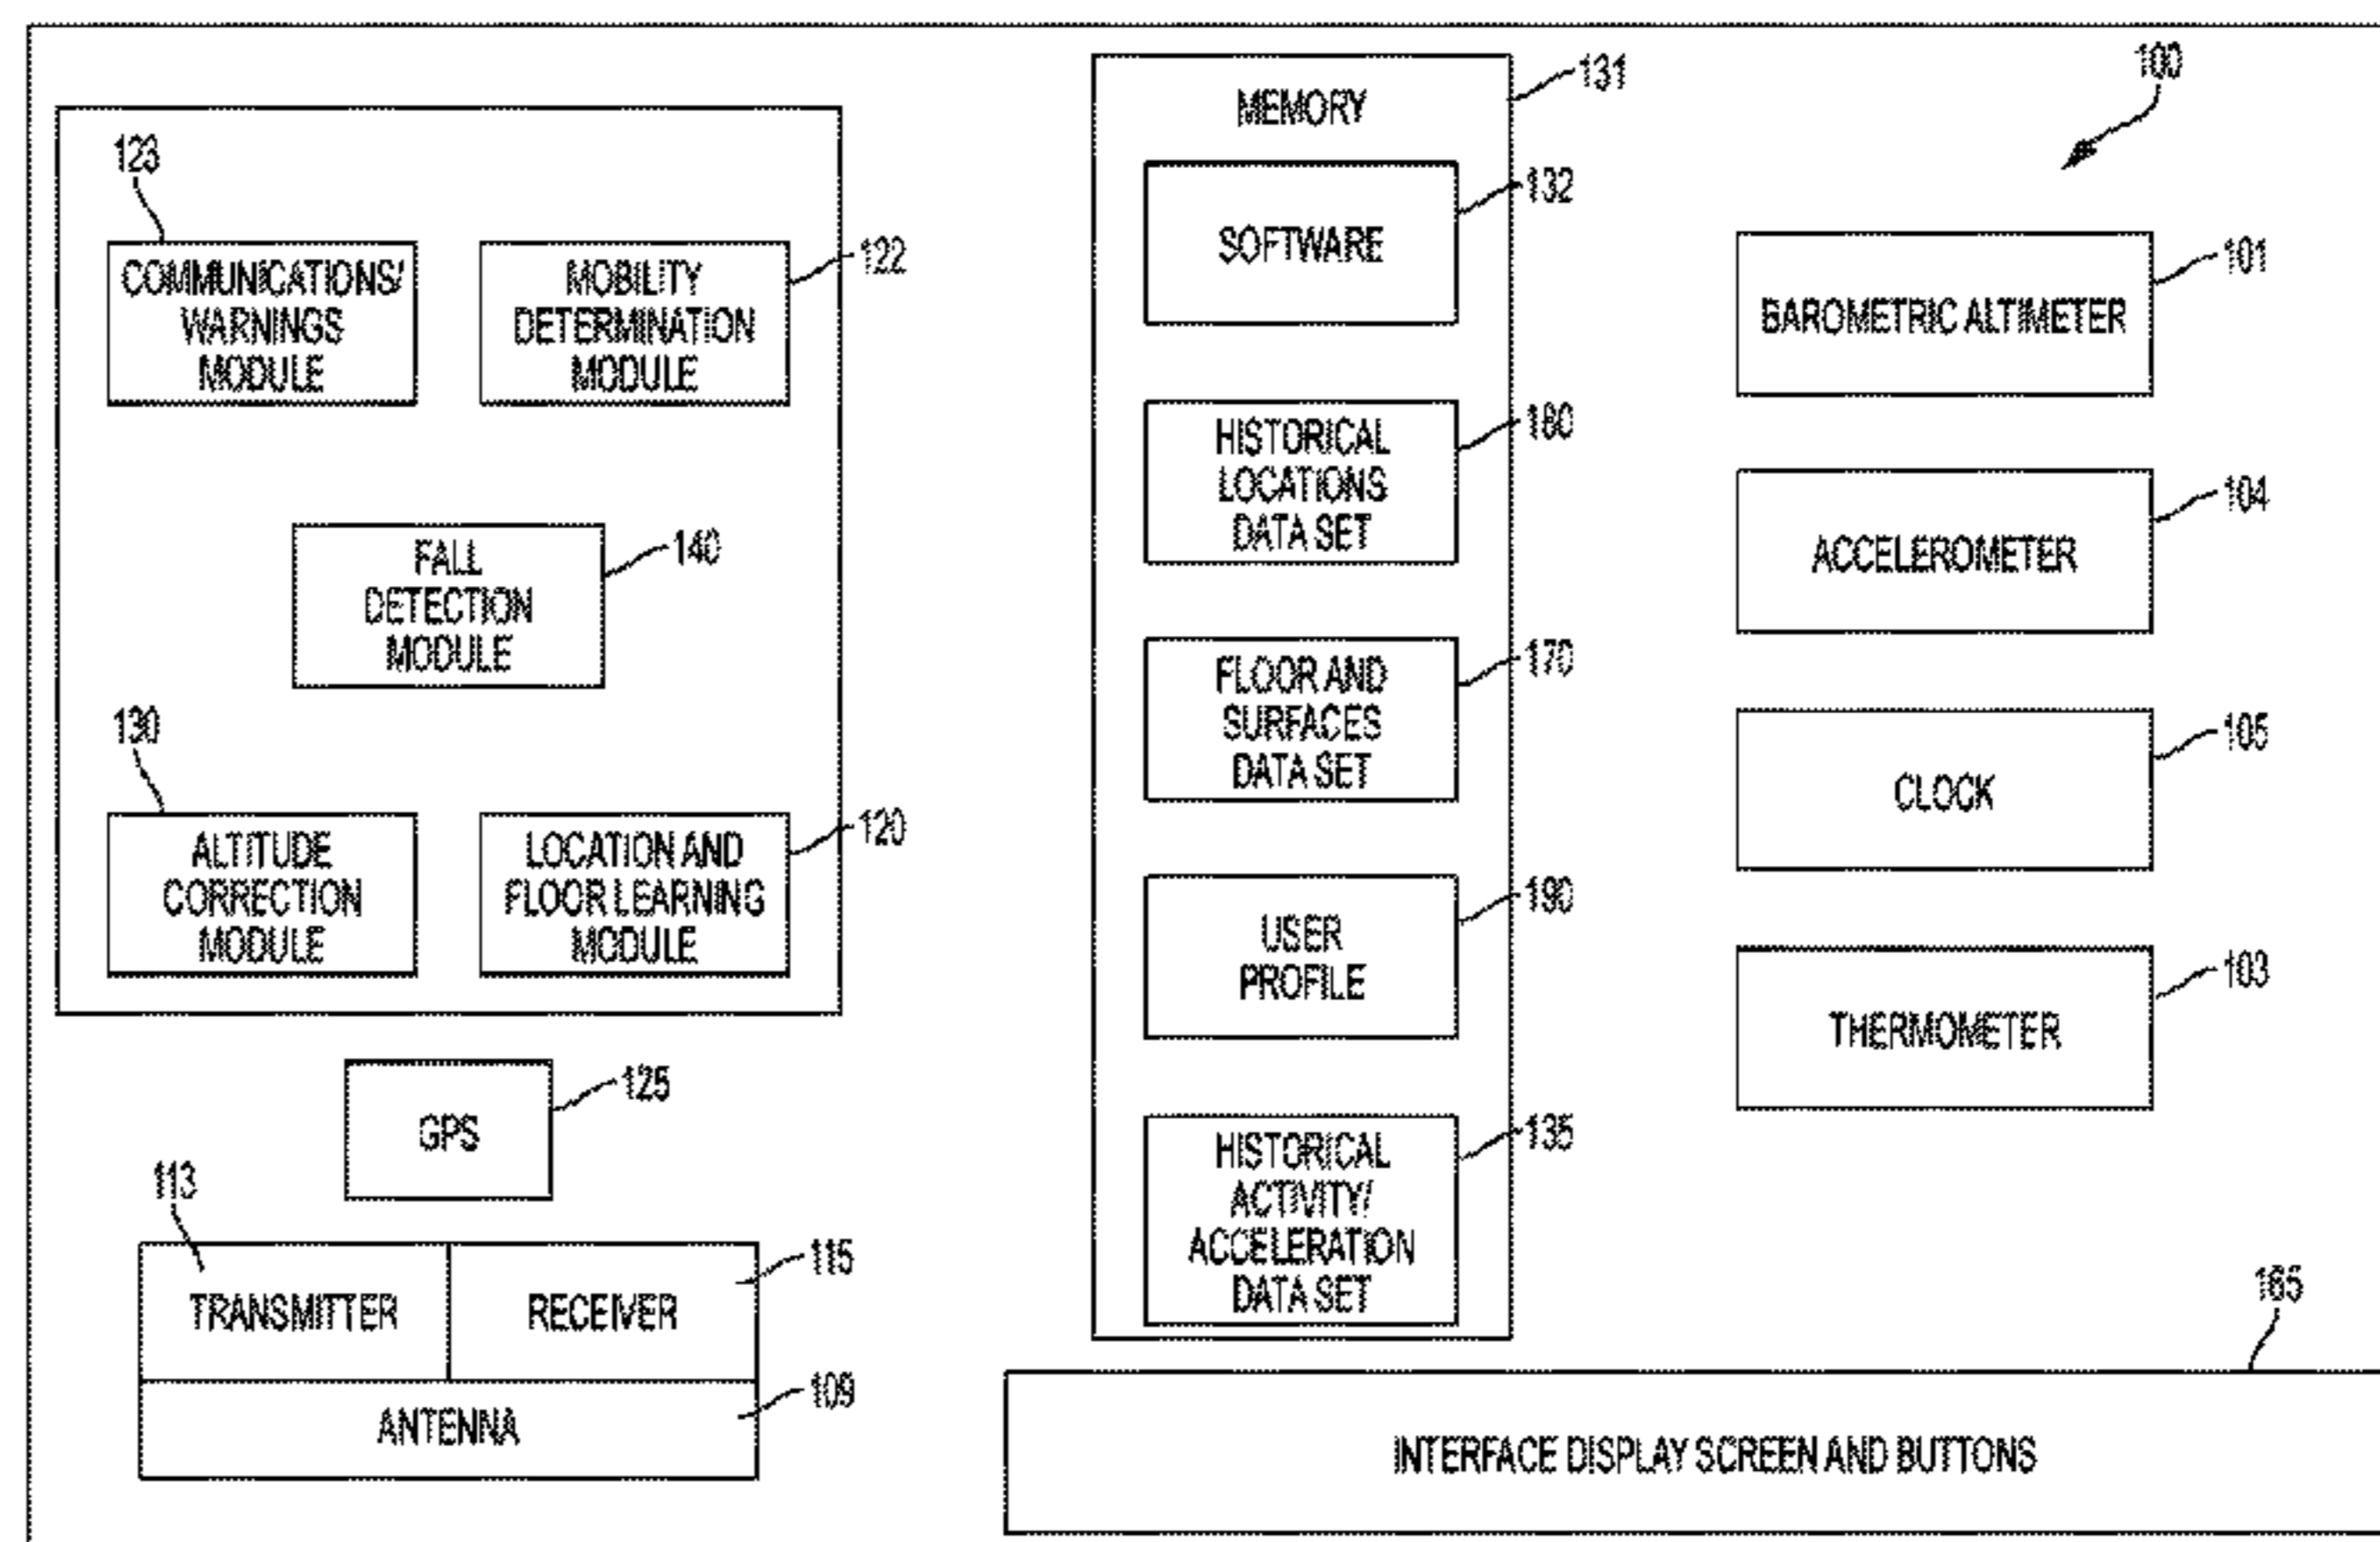 100
123
COMMUNICATIONS/
WARNINGS
MODULE
122
MOBILITY
DETERMINATION
MODULE
140
FALL
DETECTION
MODULE
130
ALTITUDE
CORRECTION
MODULE
120
LOCATION AND
FLOOR LEARNING
MODULE
125
GPS
113
TRANSMITTER
115
RECEIVER
109
ANTENNA
131
MEMORY
132
SOFTWARE
180
HISTORICAL
LOCATIONS
DATA SET
170
FLOOR AND
SURFACES
DATA SET
190
USER
PROFILE
135
HISTORICAL
ACTIVITY/
ACCELERATION
DATA SET
101
BAROMETRIC ALTIMETER
104
ACCELEROMETER
105
CLOCK
103
THERMOMETER
165
INTERFACE DISPLAY SCREEN AND BUTTONS